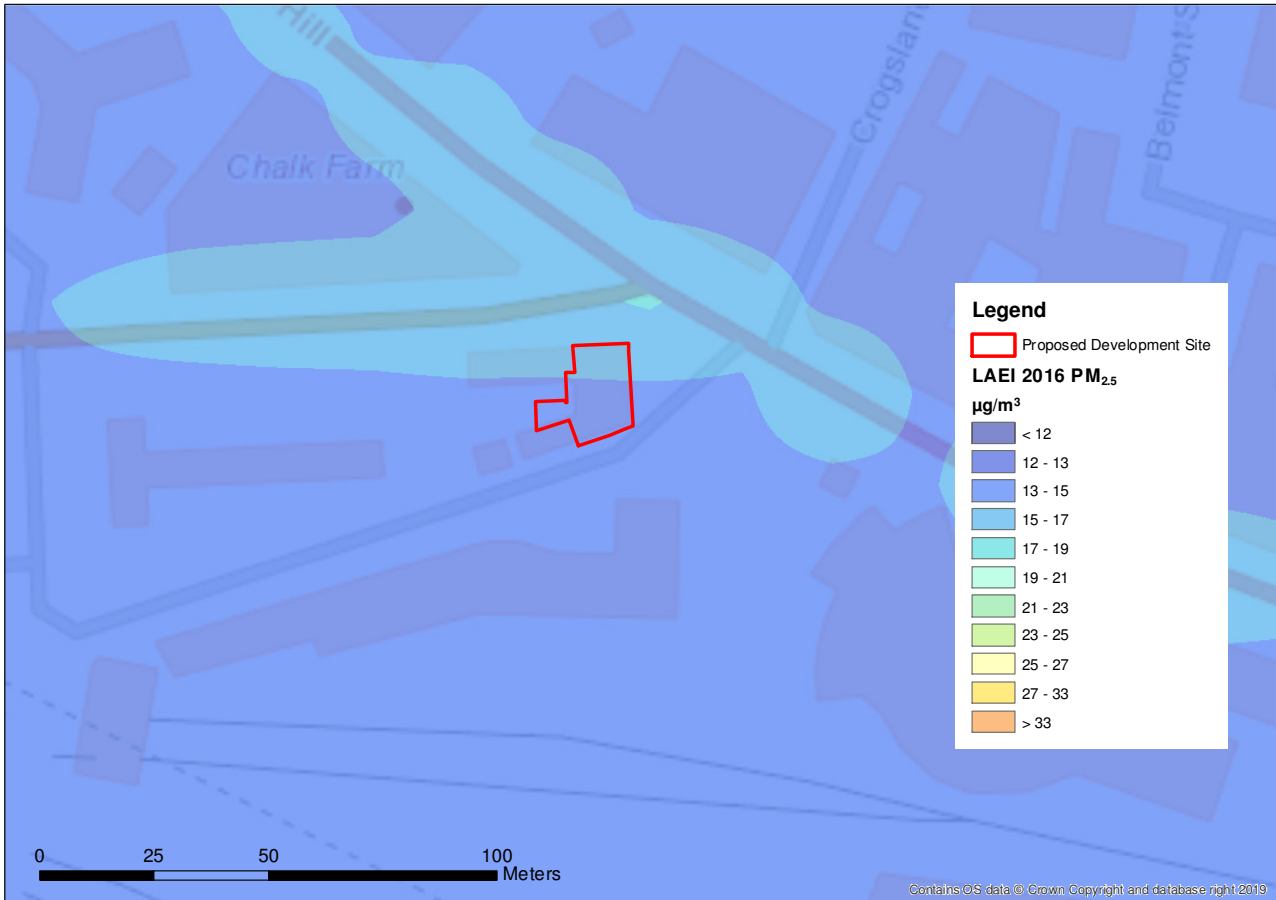 Hill
Crogsland
Belmont S
Chalk Farm
Legend
Proposed Development Site
LAEI 2016 PM2.5
µg/m³
< 12
12 - 13
13 - 15
15 - 17
17 - 19
19 - 21
21 - 23
23 - 25
25 - 27
27 - 33
> 33
0 25 50 100
Meters
Contains OS data © Crown Copyright and database right 2019